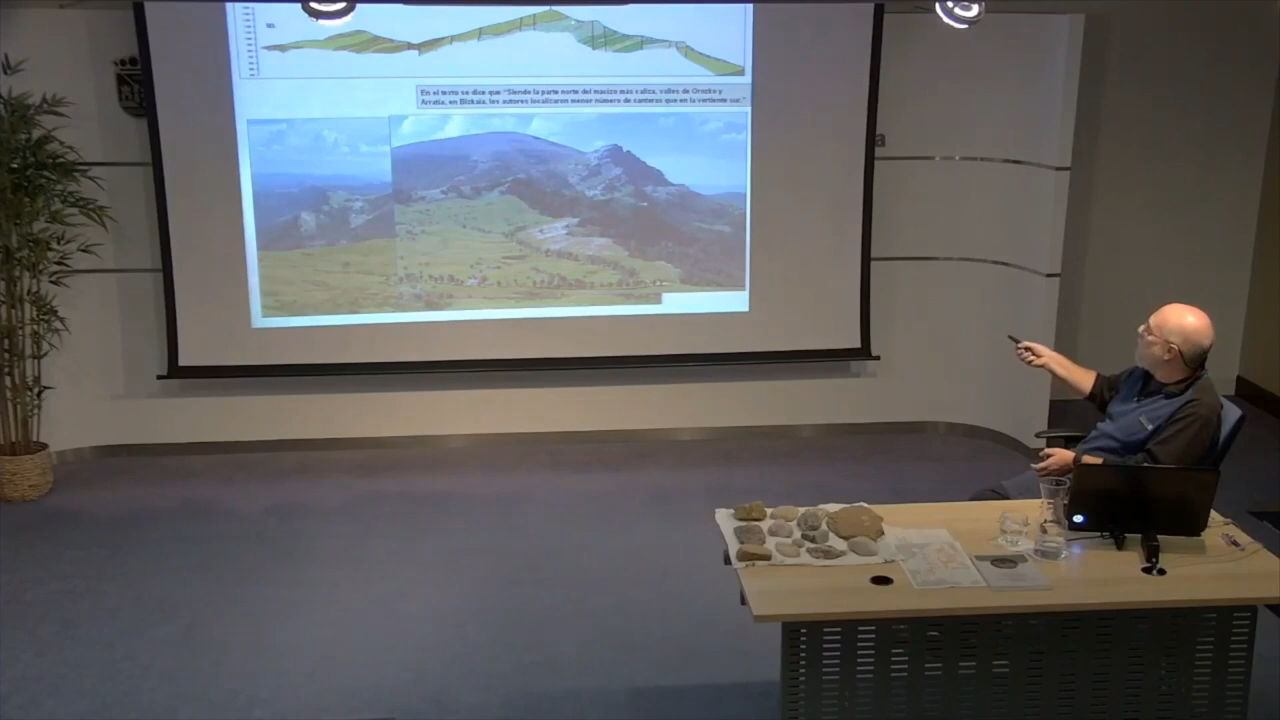 En el texto se dice que "Siendo la parte norte del macizo más caliza, valles de Orozko y
Arratia, en Bizkaia, los autores localizaron menor número de canteras que en la vertiente sur."